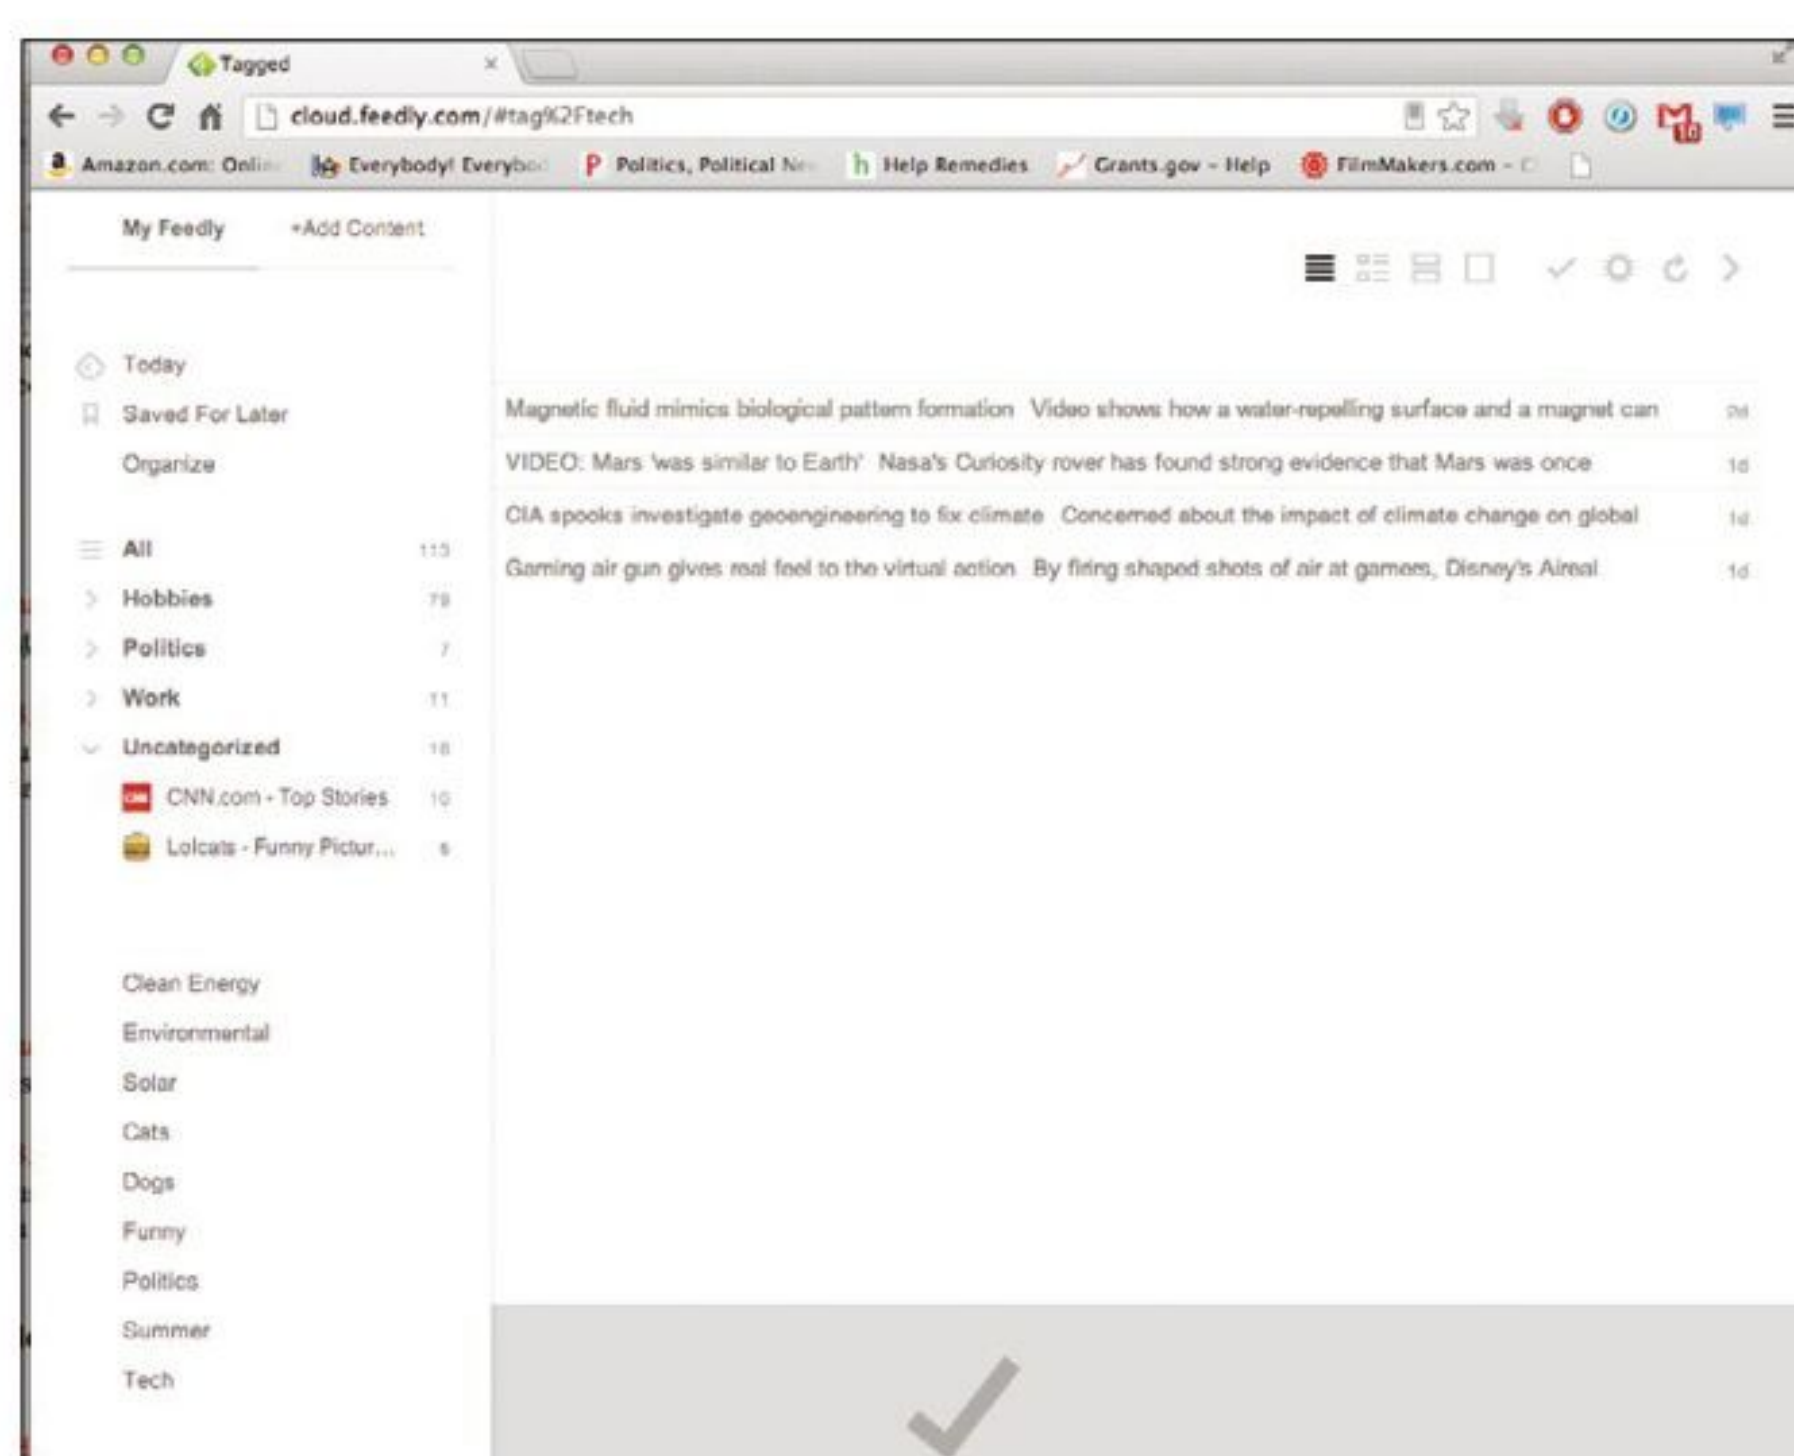 Tagged
cloud.feedly.com/#tag%2Ftech
Amazon.com: Onlin Everybody! Everybo Politics, Political Ne Help Remedies Grants.gov - Help FilmMakers.com -
My Feedly +Add Content
Today
Saved For Later
Organize
All 115
Hobbies 79
Politics 7
Work 11
Uncategorized 18
CNN.com - Top Stories 10
Lolcats - Funny Pictur...
Clean Energy
Environmental
Solar
Cats
Dogs
Funny
Politics
Summer
Tech
Magnetic fluid mimics biological pattern formation Video shows how a water-repelling surface and a magnet can 2d
VIDEO: Mars 'was similar to Earth' Nasa's Curiosity rover has found strong evidence that Mars was once 1d
CIA spooks investigate geoengineering to fix climate Concerned about the impact of climate change on global 1d
Gaming air gun gives real feel to the virtual action By firing shaped shots of air at gamers, Disney's Aireal 1d